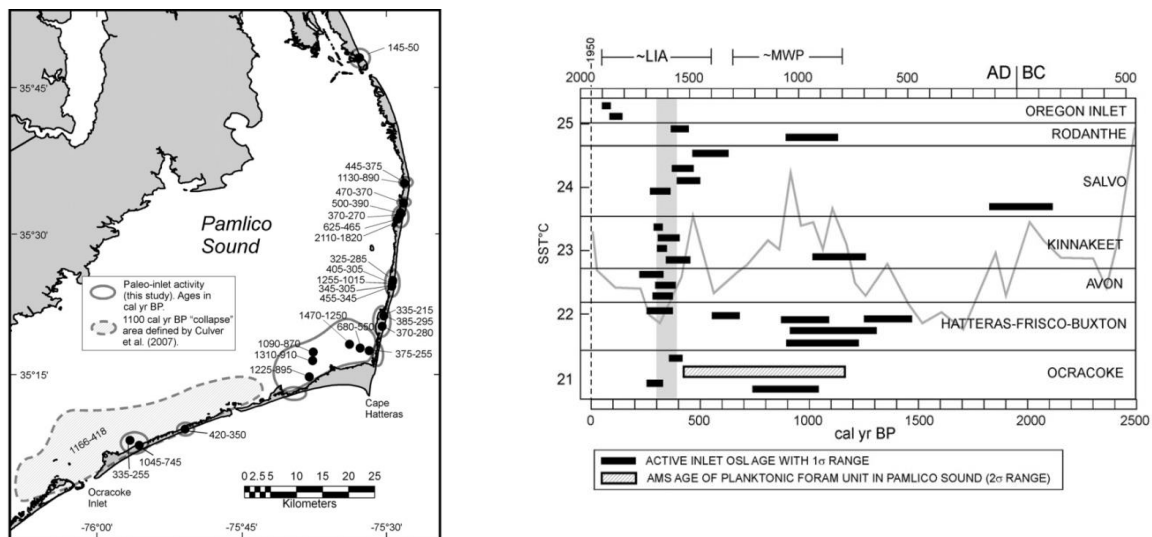 145-50
35°45'
445-375
1130-890
470-370
500-390
370-270
625-465
2110-1820
Pamlico
Sound
35°30'
325-285
405-305
1255-1015
345-305
455-345
Paleo-inlet activity
(this study). Ages in
cal yr BP.
1100 cal yr BP "collapse"
area defined by Culver
et al. (2007).
1470-1250
680-550
335-215
385-295
370-280
375-255
1090-870
1310-910
1225-895
35°15'
Cape
Hatteras
1166-418
420-350
1045-745
335-255
Ocracoke
Inlet
0 2.5 5 10 15 20 25
Kilometers
-76°00'
-75°45'
-75°30'
-1950
~LIA
~MWP
2000 1500 1000 500 AD BC 500
OREGON INLET
25
RODANTHE
SALVO
24
SST°C
KINNAKEET
23
AVON
22
HATTERAS-FRISCO-BUXTON
OCRACOKE
21
0 500 1000 1500 2000 2500
cal yr BP
ACTIVE INLET OSL AGE WITH 1σ RANGE
AMS AGE OF PLANKTONIC FORAM UNIT IN PAMLICO SOUND (2σ RANGE)